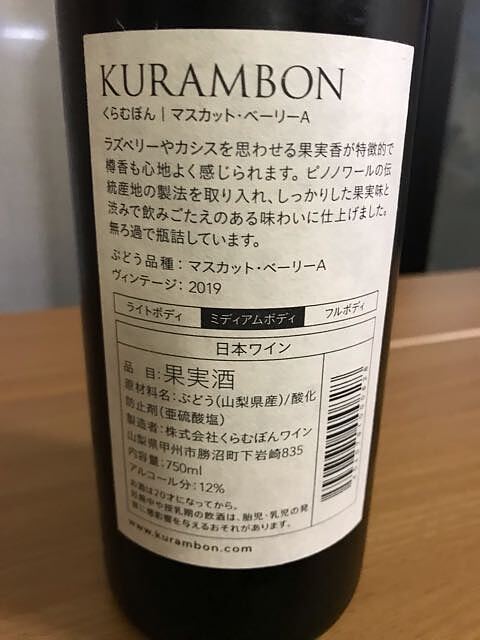 KURAMBON
くらむぼん | マスカット・ベーリーA
ラズベリーやカシスを思わせる果実香が特徴的で
樽香も心地よく感じられます。ピノノワールの伝
統産地の製法を取り入れ、しっかりした果実味と
渋みで飲みごたえのある味わいに仕上げました。
無ろ過で瓶詰しています。
ぶどう品種：マスカット・ベーリーA
ヴィンテージ：2019
ライトボディ ミディアムボディ フルボディ
日本ワイン
品 目：果実酒
原材料名：ぶどう(山梨県産)/酸化
防止剤(亜硫酸塩)
製造者：株式会社くらむぼんワイン
山梨県甲州市勝沼町下岩崎835
内容量：750ml
アルコール分：12%
お酒は20才になってから。
妊娠中や授乳期の飲酒は、胎児・乳児の発
育に悪影響を与えるおそれがあります。
www.kurambon.com